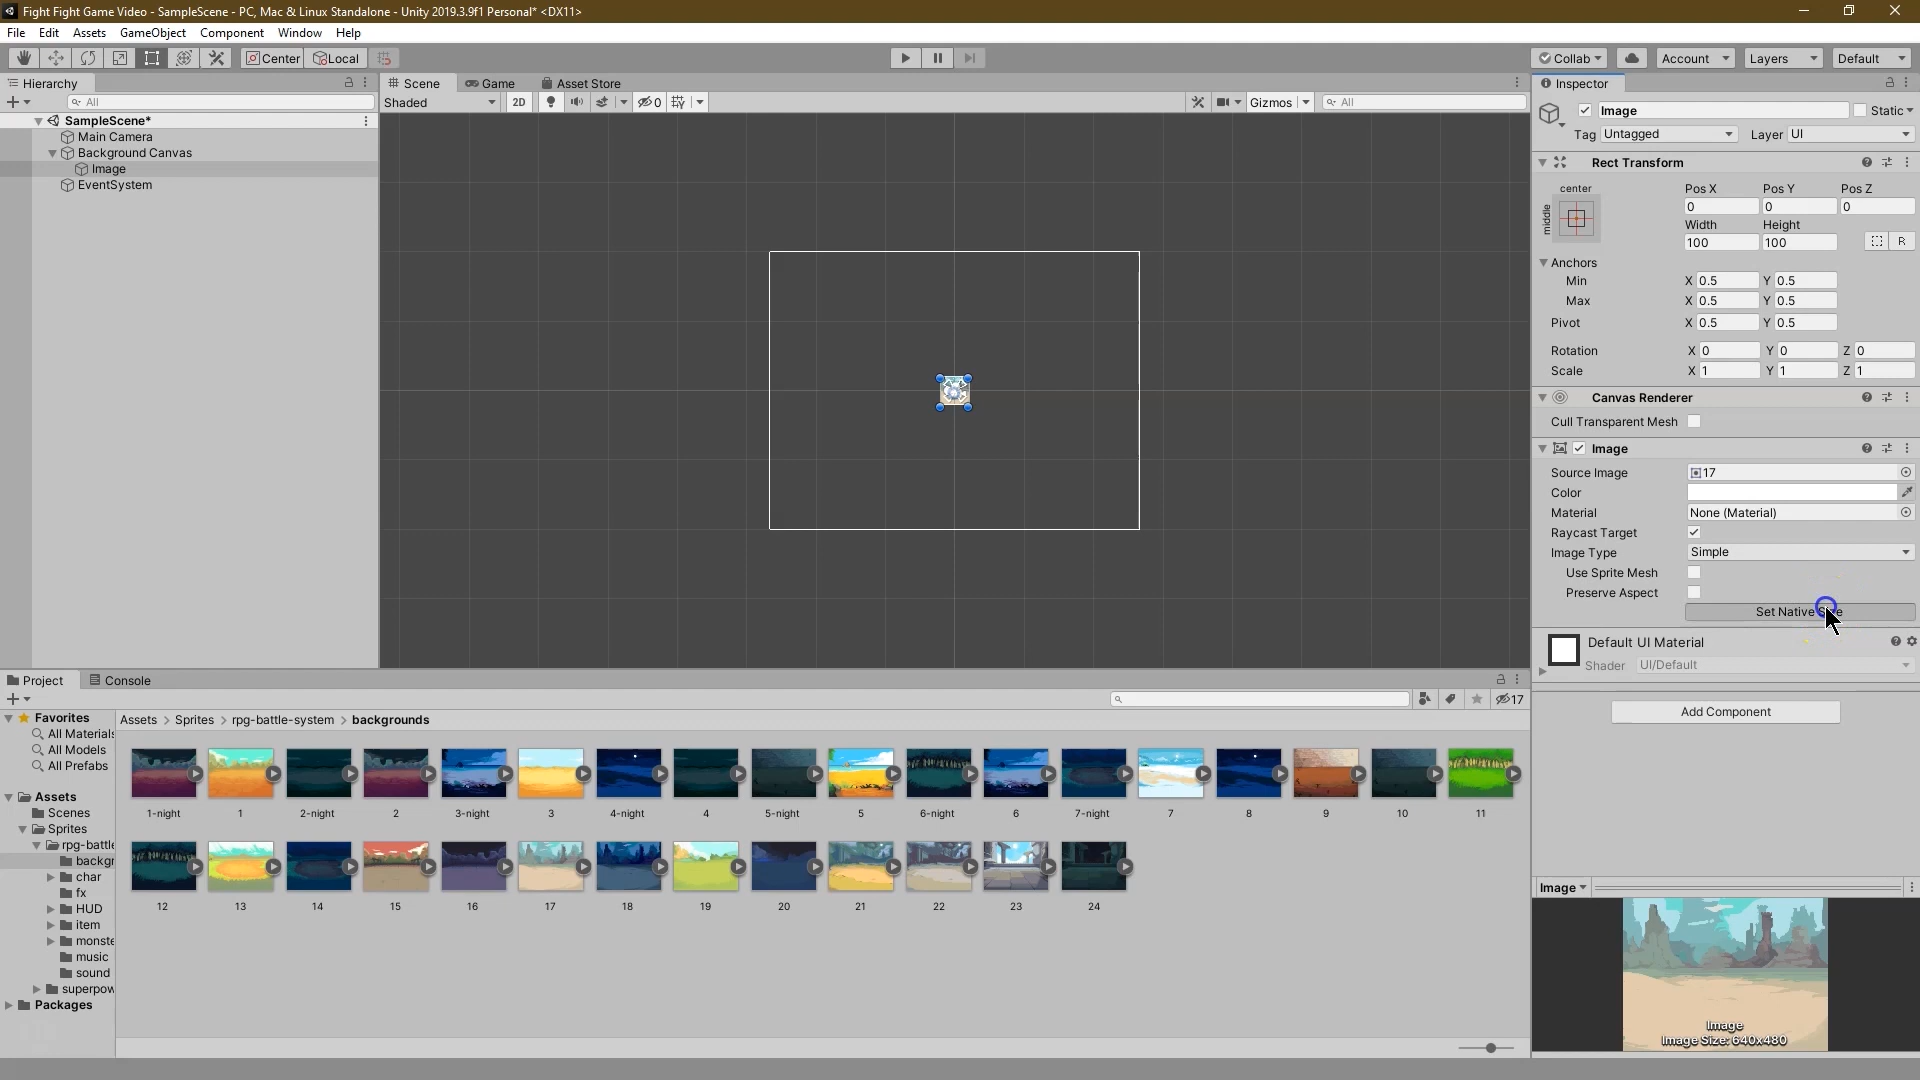 Fight Fight Game Video - SampleScene - PC, Mac & Linux Standalone - Unity 2019.3.9f1 Personal* <DX11>
File Edit Assets GameObject Component Window Help
Center Local Collab Account Layers Default
Hierarchy
All
SampleScene*
Main Camera
Background Canvas
Image
EventSystem
Scene Game Asset Store
Shaded 2D 0 Gizmos All
Inspector
Image Static
Tag Untagged Layer UI
Rect Transform
center
middle
Pos X Pos Y Pos Z
0 0 0
Width Height
100 100 R
Anchors
Min X 0.5 Y 0.5
Max X 0.5 Y 0.5
Pivot X 0.5 Y 0.5
Rotation X 0 Y 0 Z 0
Scale X 1 Y 1 Z 1
Canvas Renderer
Cull Transparent Mesh
Image
Source Image 17
Color
Material None (Material)
Raycast Target
Image Type Simple
Use Sprite Mesh
Preserve Aspect
Set Native
Default UI Material
Shader UI/Default
Add Component
Project Console
17
Favorites
All Materials
All Models
All Prefabs
Assets
Scenes
Sprites
rpg-battle
backgr
char
fx
HUD
item
monste
music
sound
superpow
Packages
Assets > Sprites > rpg-battle-system > backgrounds
1-night 1 2-night 2 3-night 3 4-night 4 5-night 5 6-night 6 7-night 7 8 9 10 11
12 13 14 15 16 17 18 19 20 21 22 23 24
Image
Image
Image Size: 640x480